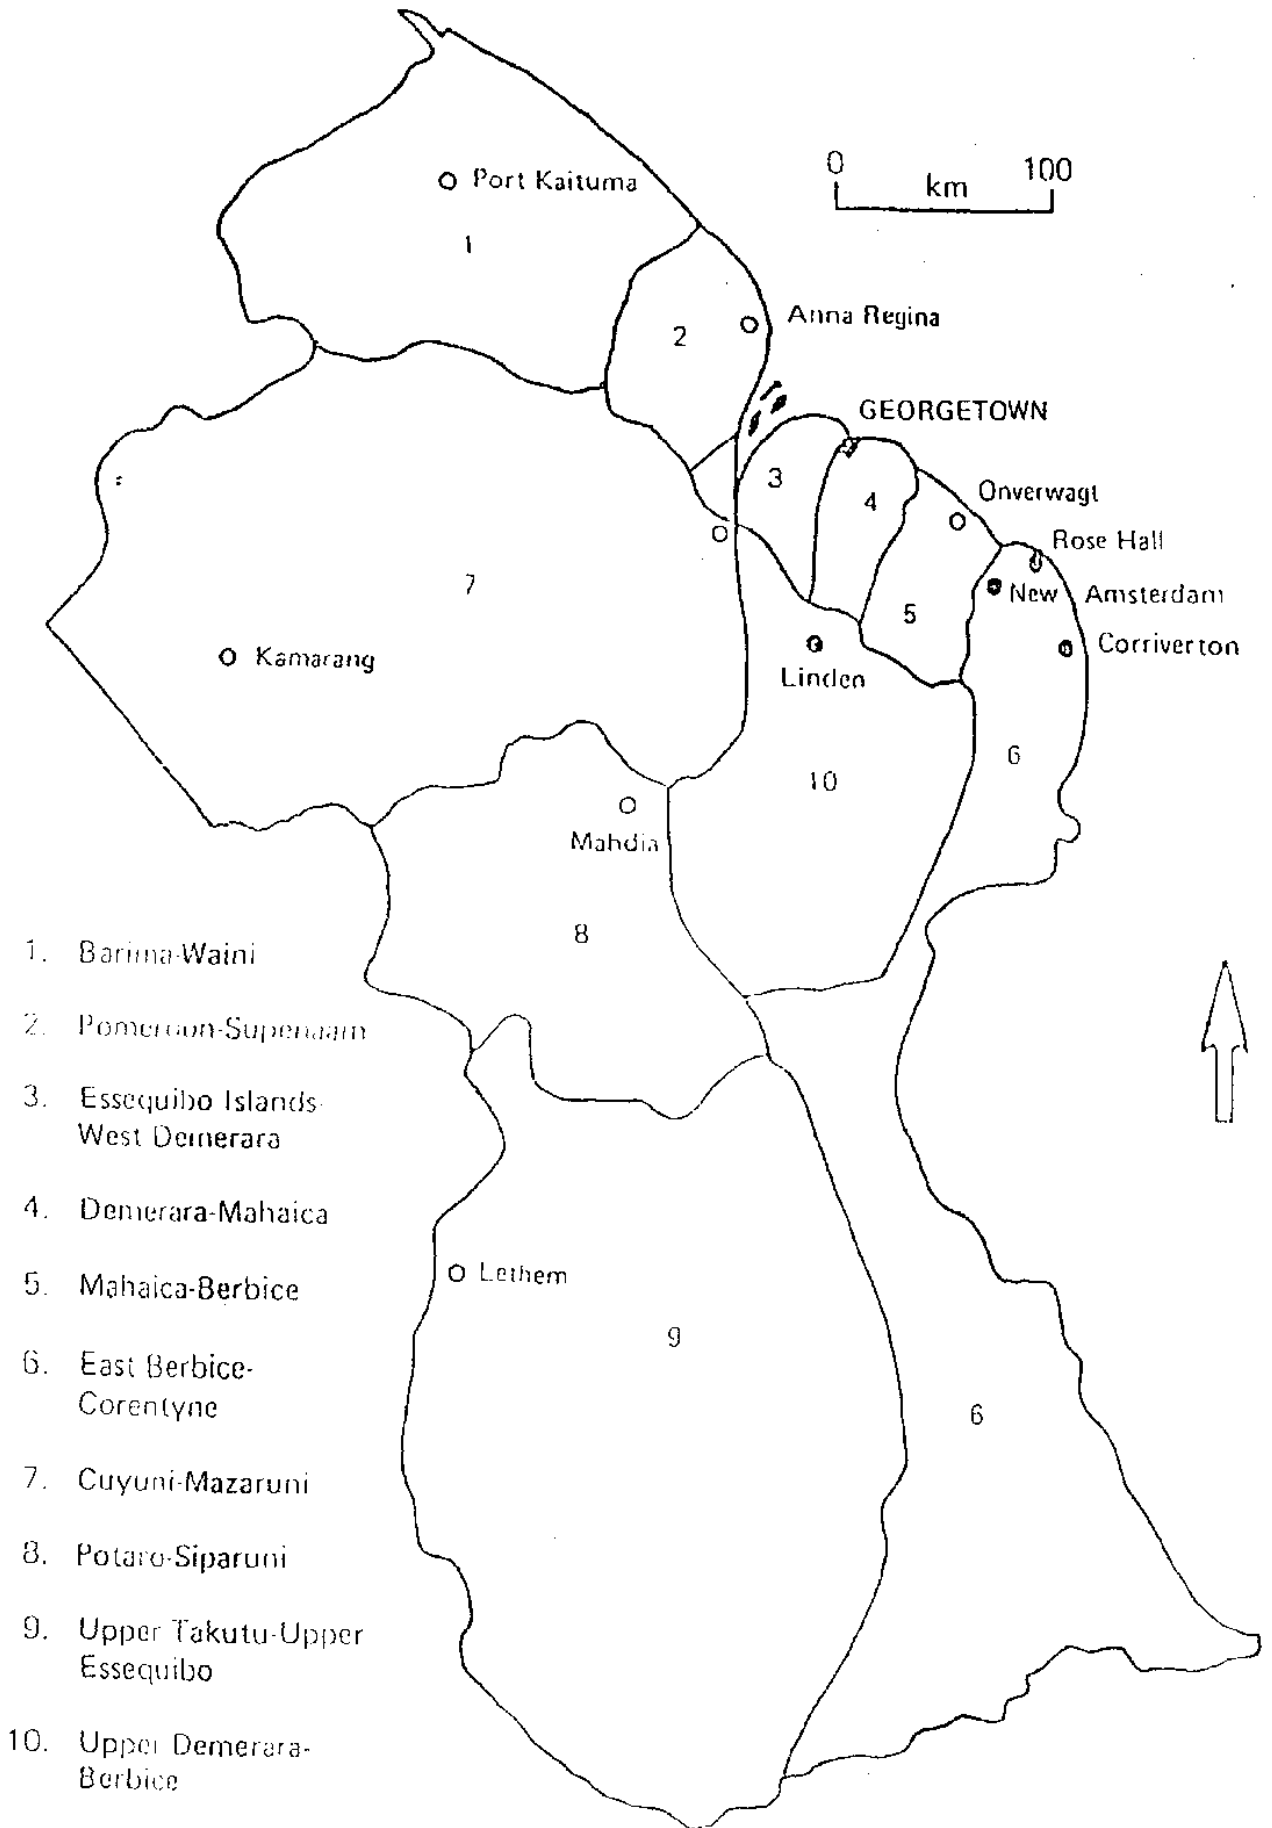 0 100
km
Port Kaituma
1
Anna Regina
2
GEORGETOWN
3
4
Onverwagt
Rose Hall
New Amsterdam
7
5
Kamarang
Corriverton
Linden
6
10
Mahdia
8
1. Barima-Waini
2. Pomeroon-Supenaam
3. Essequibo Islands-
West Demerara
4. Demerara-Mahaica
Lethem
5. Mahaica-Berbice
9
6. East Berbice-
Corentyne
6
7. Cuyuni-Mazaruni
8. Potaro-Siparuni
9. Upper Takutu-Upper
Essequibo
10. Upper Demerara-
Berbice